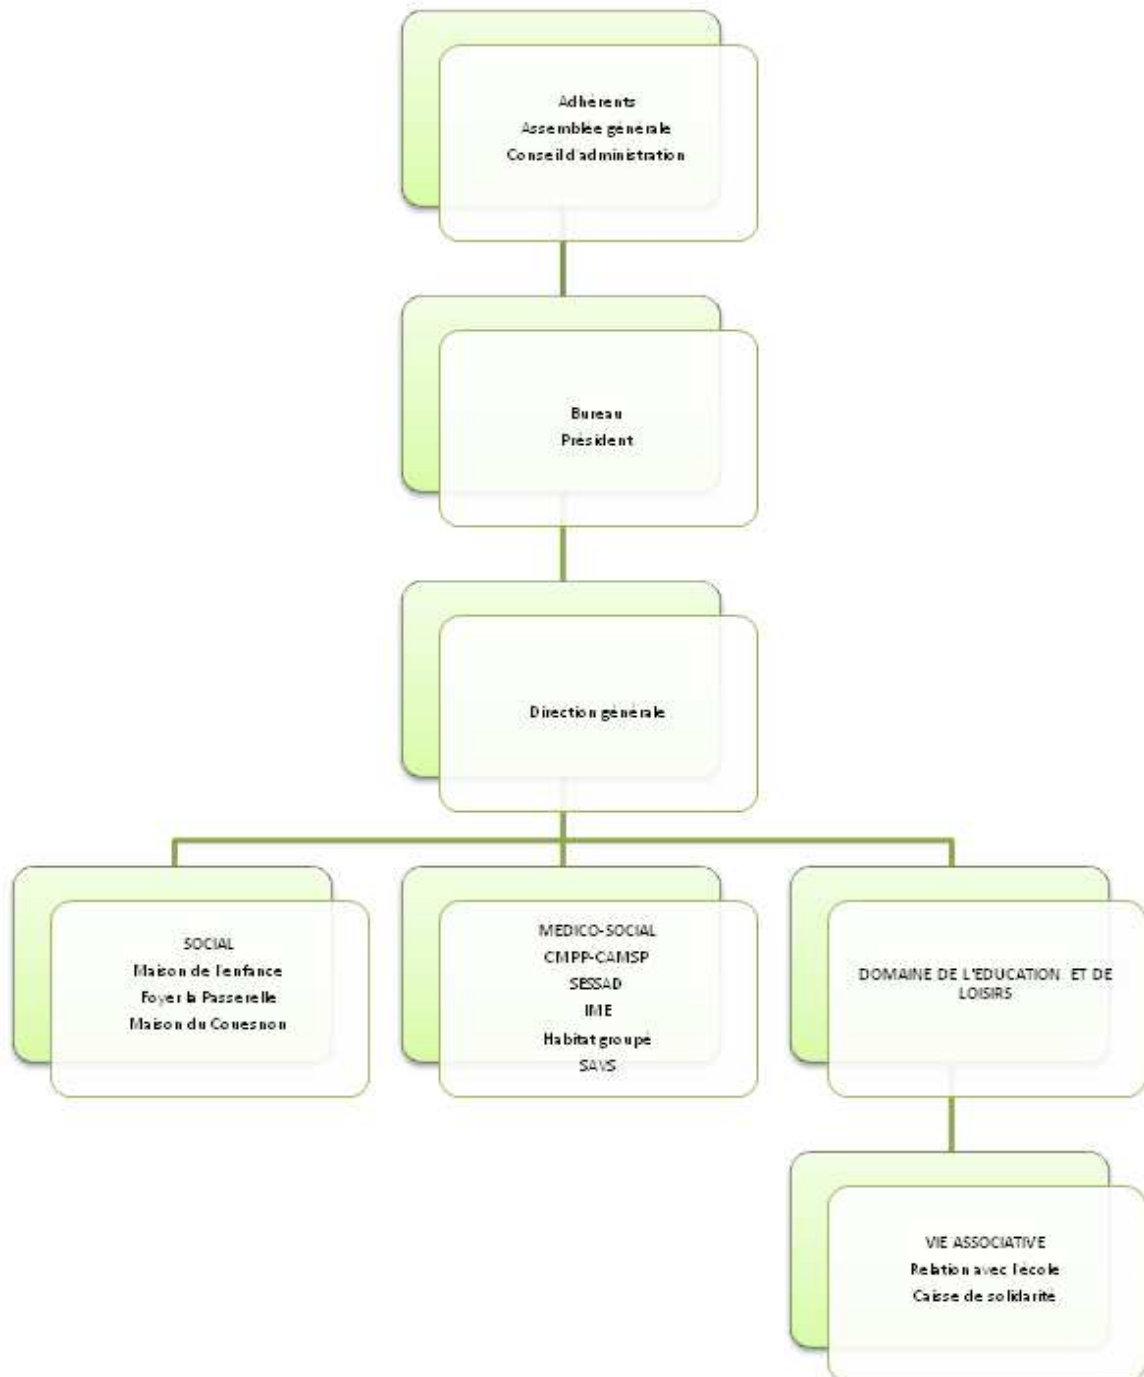 Adhérents
Assemblée générale
Conseil d'administration
Bureau
Président
Direction générale
SOCIAL
Maison de l'enfance
Foyer la Passerelle
Maison du Couesnon
MEDICO-SOCIAL
CMPP-CAMSP
SESSAD
IME
Habitat groupé
SAVS
DOMAINE DE L'EDUCATION ET DE
LOISIRS
VIE ASSOCIATIVE
Relation avec l'école
Caisse de solidarité